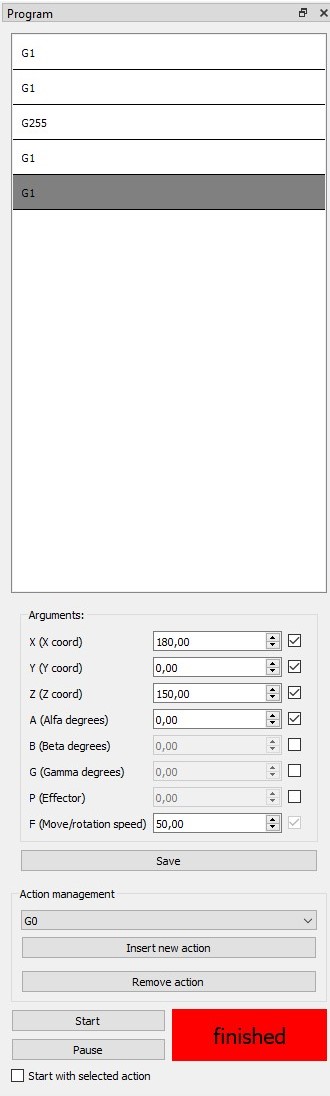 Program
G1
G1
G255
G1
G1
Arguments:
X (X coord) 180,00
Y (Y coord) 0,00
Z (Z coord) 150,00
A (Alfa degrees) 0,00
B (Beta degrees) 0,00
G (Gamma degrees) 0,00
P (Effector) 0,00
F (Move/rotation speed) 50,00
Save
Action management
G0
Insert new action
Remove action
Start
finished
Pause
Start with selected action